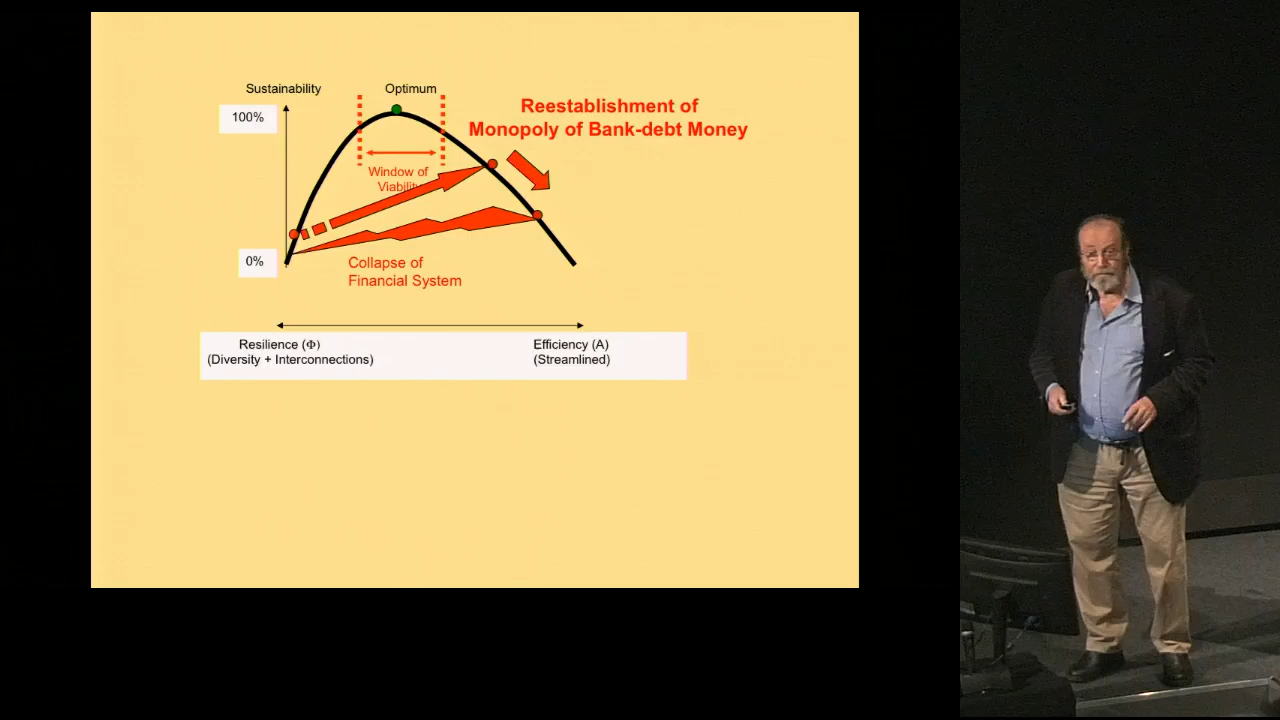 Sustainability
Optimum
100%
Reestablishment of
Monopoly of Bank-debt Money
Window of
Viability
0%
Collapse of
Financial System
Resilience (Φ)
(Diversity + Interconnections)
Efficiency (A)
(Streamlined)